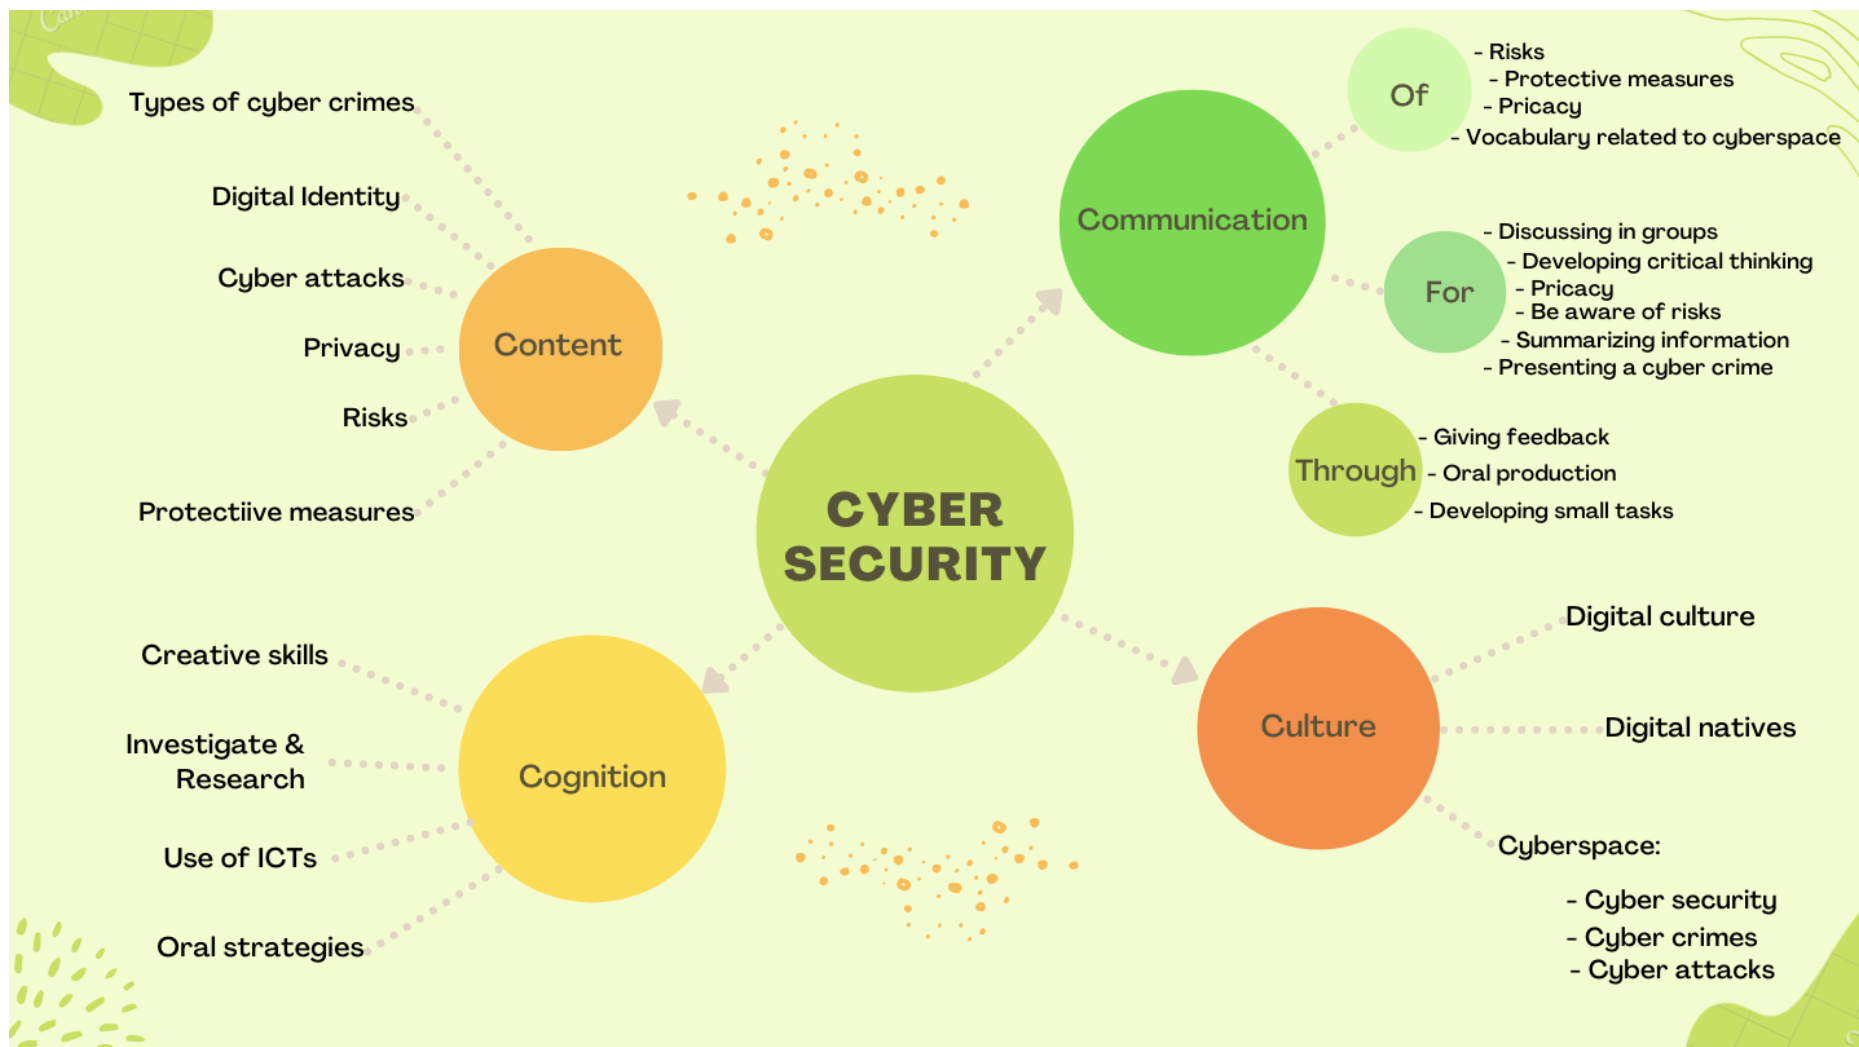 Types of cyber crimes
Digital Identity
Cyber attacks
Privacy
Risks
Protectiive measures
Content
Communication
Of
- Risks
- Protective measures
- Pricacy
- Vocabulary related to cyberspace
For
- Discussing in groups
- Developing critical thinking
- Pricacy
- Be aware of risks
- Summarizing information
- Presenting a cyber crime
Through
- Giving feedback
- Oral production
- Developing small tasks
CYBER
SECURITY
Creative skills
Investigate &
Research
Use of ICTs
Oral strategies
Cognition
Culture
Digital culture
Digital natives
Cyberspace:
- Cyber security
- Cyber crimes
- Cyber attacks